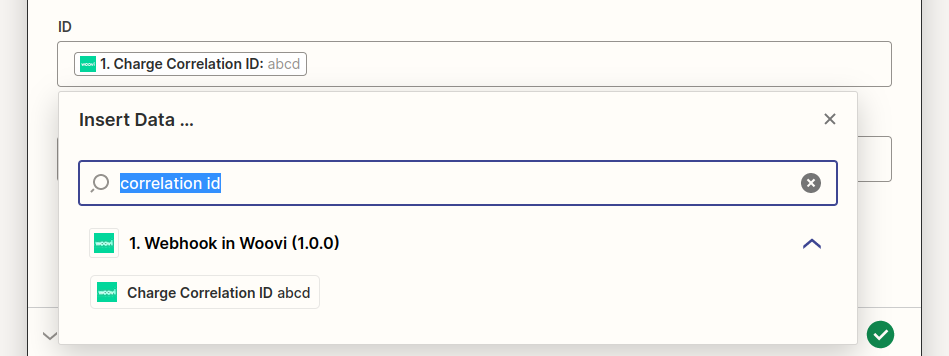 ID
woovi 1. Charge Correlation ID: abcd
Insert Data ...
correlation id
woovi 1. Webhook in Woovi (1.0.0)
woovi Charge Correlation ID abcd